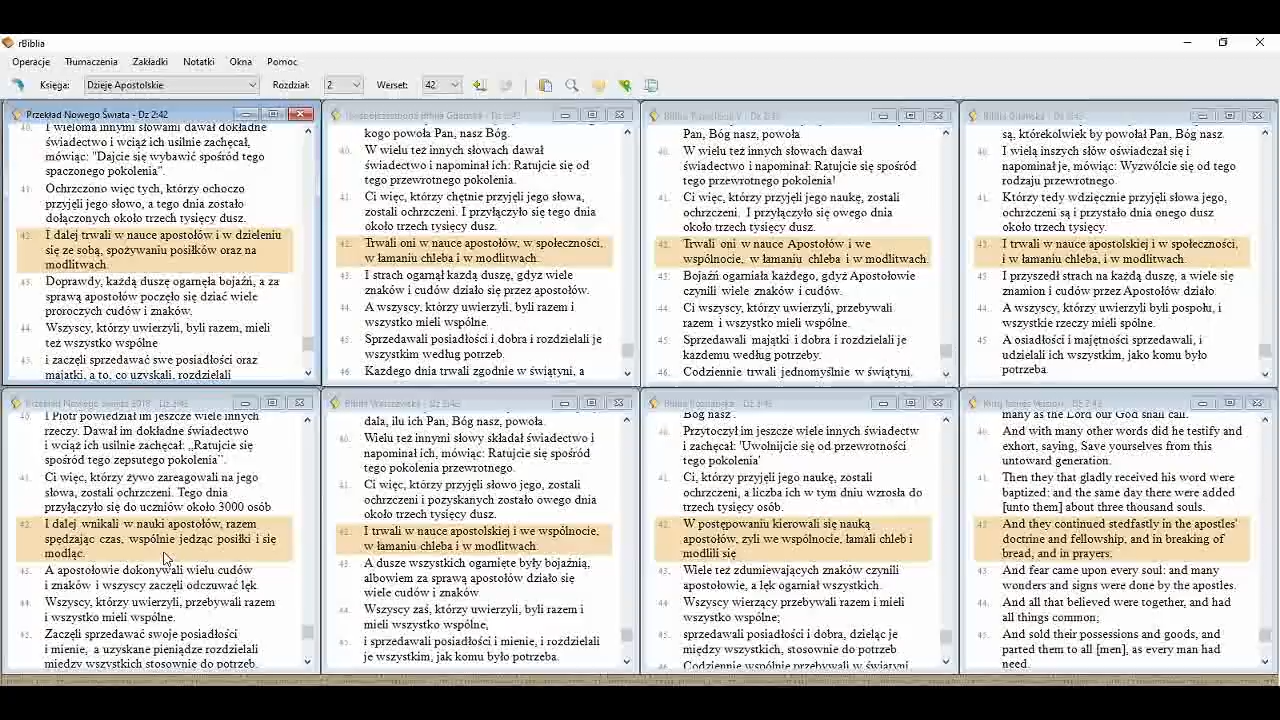 rBiblia
Operacje Tłumaczenia Zakładki Notatki Okna Pomoc
Księga: Dzieje Apostolskie Rozdział: 2 Werset: 42
Przekład Nowego Świata - Dz 2:42
40. I wieloma innymi słowami dawał dokładne
świadectwo i wciąż ich usilnie zachęcał,
mówiąc: "Dajcie się wybawić spośród tego
spaczonego pokolenia".
41. Ochrzczono więc tych, którzy ochoczo
przyjęli jego słowo, a tego dnia zostało
dołączonych około trzech tysięcy dusz.
42. I dalej trwali w nauce apostołów i w dzieleniu
się ze sobą, spożywaniu posiłków oraz na
modlitwach.
43. Doprawdy, każdą duszę ogarnęła bojaźń, a za
sprawą apostołów poczęło się dziać wiele
proroczych cudów i znaków.
44. Wszyscy, którzy uwierzyli, byli razem, mieli
też wszystko wspólne
45. i zaczęli sprzedawać swe posiadłości oraz
majątki, a to, co uzyskali, rozdzielali
kogo powoła Pan, nasz Bóg.
40. W wielu też innych słowach dawał
świadectwo i napominał ich: Ratujcie się od
tego przewrotnego pokolenia.
41. Ci więc, którzy chętnie przyjęli jego słowa,
zostali ochrzczeni. I przyłączyło się tego dnia
około trzech tysięcy dusz.
42. Trwali oni w nauce apostołów, w społeczności,
w łamaniu chleba i w modlitwach.
43. I strach ogarnął każdą duszę, gdyż wiele
znaków i cudów działo się przez apostołów.
44. A wszyscy, którzy uwierzyli, byli razem i
wszystko mieli wspólne.
45. Sprzedawali posiadłości i dobra i rozdzielali je
wszystkim według potrzeb.
46. Każdego dnia trwali zgodnie w świątyni, a
Pan, Bóg nasz, powoła
40. W wielu też innych słowach dawał
świadectwo i napominał: Ratujcie się spośród
tego przewrotnego pokolenia!
41. Ci więc, którzy przyjęli jego naukę, zostali
ochrzczeni. I przyłączyło się owego dnia
około trzech tysięcy dusz.
42. Trwali oni w nauce Apostołów i we
wspólnocie, w łamaniu chleba i w modlitwach.
43. Bojaźń ogarniała każdego, gdyż Apostołowie
czynili wiele znaków i cudów.
44. Ci wszyscy, którzy uwierzyli, przebywali
razem i wszystko mieli wspólne.
45. Sprzedawali majątki i dobra i rozdzielali je
każdemu według potrzeby.
46. Codziennie trwali jednomyślnie w świątyni,
Biblia Gdańska - Dz 2:42
są, którekolwiek by powołał Pan, Bóg nasz.
40. I wielą inszych słów oświadczał się i
napominał je, mówiąc: Wyzwólcie się od tego
rodzaju przewrotnego.
41. Którzy tedy wdzięcznie przyjęli słowa jego,
ochrzczeni są i przystało dnia onego dusz
około trzech tysięcy.
42. I trwali w nauce apostolskiej i w społeczności,
i w łamaniu chleba, i w modlitwach.
43. I przyszedł strach na każdą duszę, a wiele się
znamion i cudów przez Apostołów działo.
44. A wszyscy, którzy uwierzyli byli pospołu, i
wszystkie rzeczy mieli spólne.
45. A osiadłości i majętności sprzedawali, i
udzielali ich wszystkim, jako komu było
potrzeba.
Przekład Nowego Świata 2018 - Dz 2:42
40. I Piotr powiedział im jeszcze wiele innych
rzeczy. Dawał im dokładne świadectwo
i wciąż ich usilnie zachęcał: „Ratujcie się
spośród tego zepsutego pokolenia”.
41. Ci więc, którzy żywo zareagowali na jego
słowa, zostali ochrzczeni. Tego dnia
przyłączyło się do uczniów około 3000 osób
42. I dalej wnikali w nauki apostołów, razem
spędzając czas, wspólnie jedząc posiłki i się
modląc.
43. A apostołowie dokonywali wielu cudów
i znaków i wszyscy zaczęli odczuwać lęk.
44. Wszyscy, którzy uwierzyli, przebywali razem
i wszystko mieli wspólne.
45. Zaczęli sprzedawać swoje posiadłości
i mienie, a uzyskane pieniądze rozdzielali
między wszystkich stosownie do potrzeb.
Biblia Warszawska - Dz 2:42
dala, ilu ich Pan, Bóg nasz, powoła.
40. Wielu też innymi słowy składał świadectwo i
napominał ich, mówiąc: Ratujcie się spośród
tego pokolenia przewrotnego.
41. Ci więc, którzy przyjęli słowo jego, zostali
ochrzczeni i pozyskanych zostało owego dnia
około trzech tysięcy dusz.
42. I trwali w nauce apostolskiej i we wspólnocie,
w łamaniu chleba i w modlitwach.
43. A dusze wszystkich ogarnięte były bojaźnią,
albowiem za sprawą apostołów działo się
wiele cudów i znaków
44. Wszyscy zaś, którzy uwierzyli, byli razem i
mieli wszystko wspólne,
45. i sprzedawali posiadłości i mienie, i rozdzielali
je wszystkim, jak komu było potrzeba.
Biblia Poznańska - Dz 2:42
Bóg nasz'.
40. Przytoczył im jeszcze wiele innych świadectw
i zachęcał: 'Uwolnijcie się od przewrotności
tego pokolenia'
41. Ci, którzy przyjęli jego naukę, zostali
ochrzczeni, a liczba ich w tym dniu wzrosła do
trzech tysięcy osób.
42. W postępowaniu kierowali się nauką
apostołów, żyli we wspólnocie, łamali chleb i
modlili się
43. Wiele też zdumiewających znaków czynili
apostołowie, a lęk ogarniał wszystkich.
44. Wszyscy wierzący przebywali razem i mieli
wszystko wspólne;
45. sprzedawali posiadłości i dobra, dzieląc je
między wszystkich, stosownie do potrzeb
46. Codziennie wspólnie przebywali w świątyni,
King James Version - Dz 2:42
many as the Lord our God shall call.
40. And with many other words did he testify and
exhort, saying, Save yourselves from this
untoward generation.
41. Then they that gladly received his word were
baptized: and the same day there were added
[unto them] about three thousand souls.
42. And they continued stedfastly in the apostles'
doctrine and fellowship, and in breaking of
bread, and in prayers.
43. And fear came upon every soul: and many
wonders and signs were done by the apostles.
44. And all that believed were together, and had
all things common;
45. And sold their possessions and goods, and
parted them to all [men], as every man had
need.